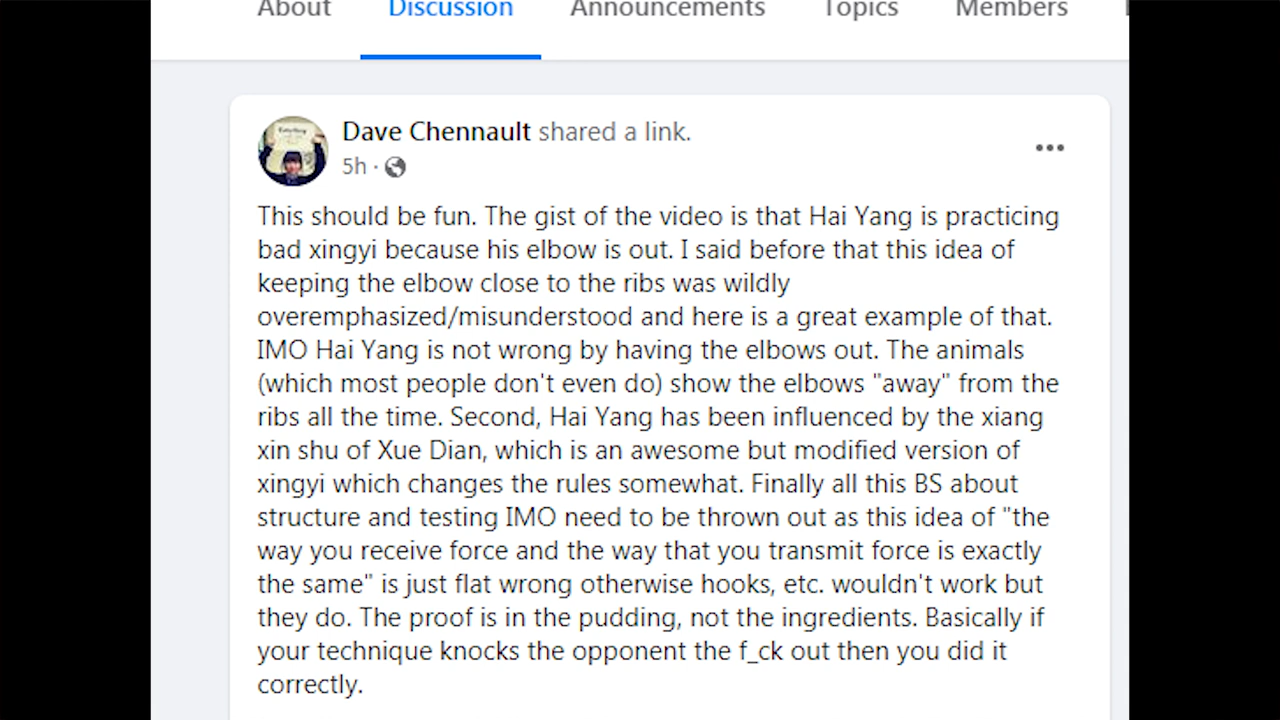 About Discussion Announcements Topics Members
Dave Chennault shared a link.
5h ·
This should be fun. The gist of the video is that Hai Yang is practicing
bad xingyi because his elbow is out. I said before that this idea of
keeping the elbow close to the ribs was wildly
overemphasized/misunderstood and here is a great example of that.
IMO Hai Yang is not wrong by having the elbows out. The animals
(which most people don't even do) show the elbows "away" from the
ribs all the time. Second, Hai Yang has been influenced by the xiang
xin shu of Xue Dian, which is an awesome but modified version of
xingyi which changes the rules somewhat. Finally all this BS about
structure and testing IMO need to be thrown out as this idea of "the
way you receive force and the way that you transmit force is exactly
the same" is just flat wrong otherwise hooks, etc. wouldn't work but
they do. The proof is in the pudding, not the ingredients. Basically if
your technique knocks the opponent the f_ck out then you did it
correctly.